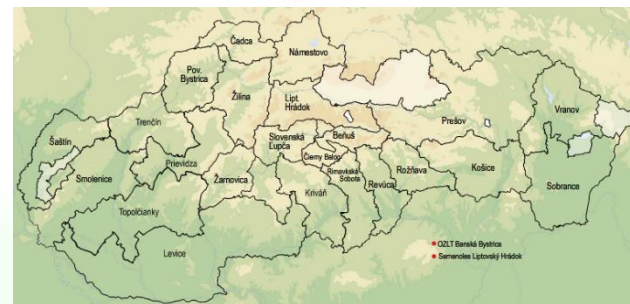 Čadca
Námestovo
Pov.
Bystrica
Žilina
Lipt.
Hrádok
Vranov
Trenčín
Prešov
Šaštín
Slovenská
Ľupča
Beňuš
Prievidza
Čierny Balog
Smolenice
Žarnovica
Rimavská
Sobota
Revúca
Rožňava
Košice
Sobrance
Kriváň
Topoľčianky
Levice
OZLT Banská Bystrica
Semenoles Liptovský Hrádok